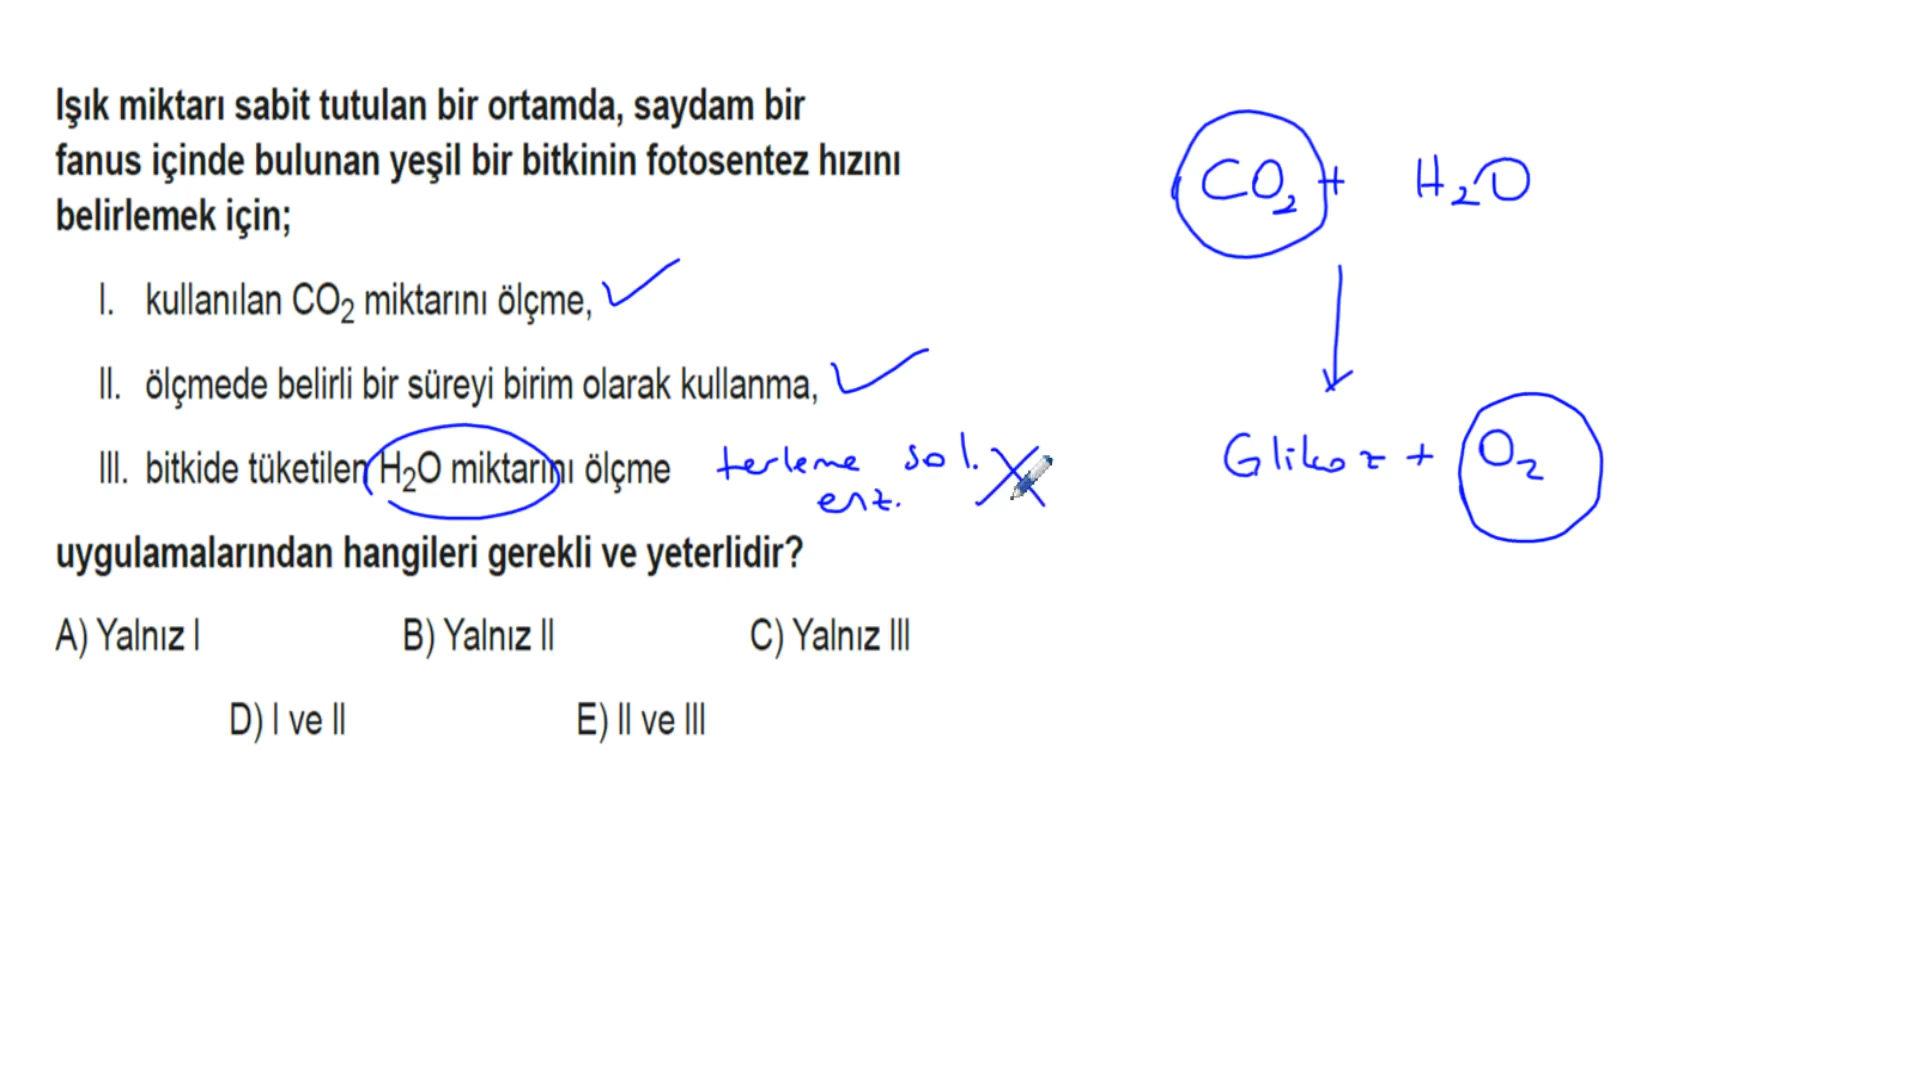 Işık miktarı sabit tutulan bir ortamda, saydam bir
fanus içinde bulunan yeşil bir bitkinin fotosentez hızını
belirlemek için;
I. kullanılan CO₂ miktarını ölçme,
II. ölçmede belirli bir süreyi birim olarak kullanma,
III. bitkide tüketilen H₂O miktarını ölçme
terleme sol.
enz.
uygulamalarından hangileri gerekli ve yeterlidir?
A) Yalnız I B) Yalnız II C) Yalnız III
D) I ve II E) II ve III
CO₂ + H₂O
Glikoz + O₂